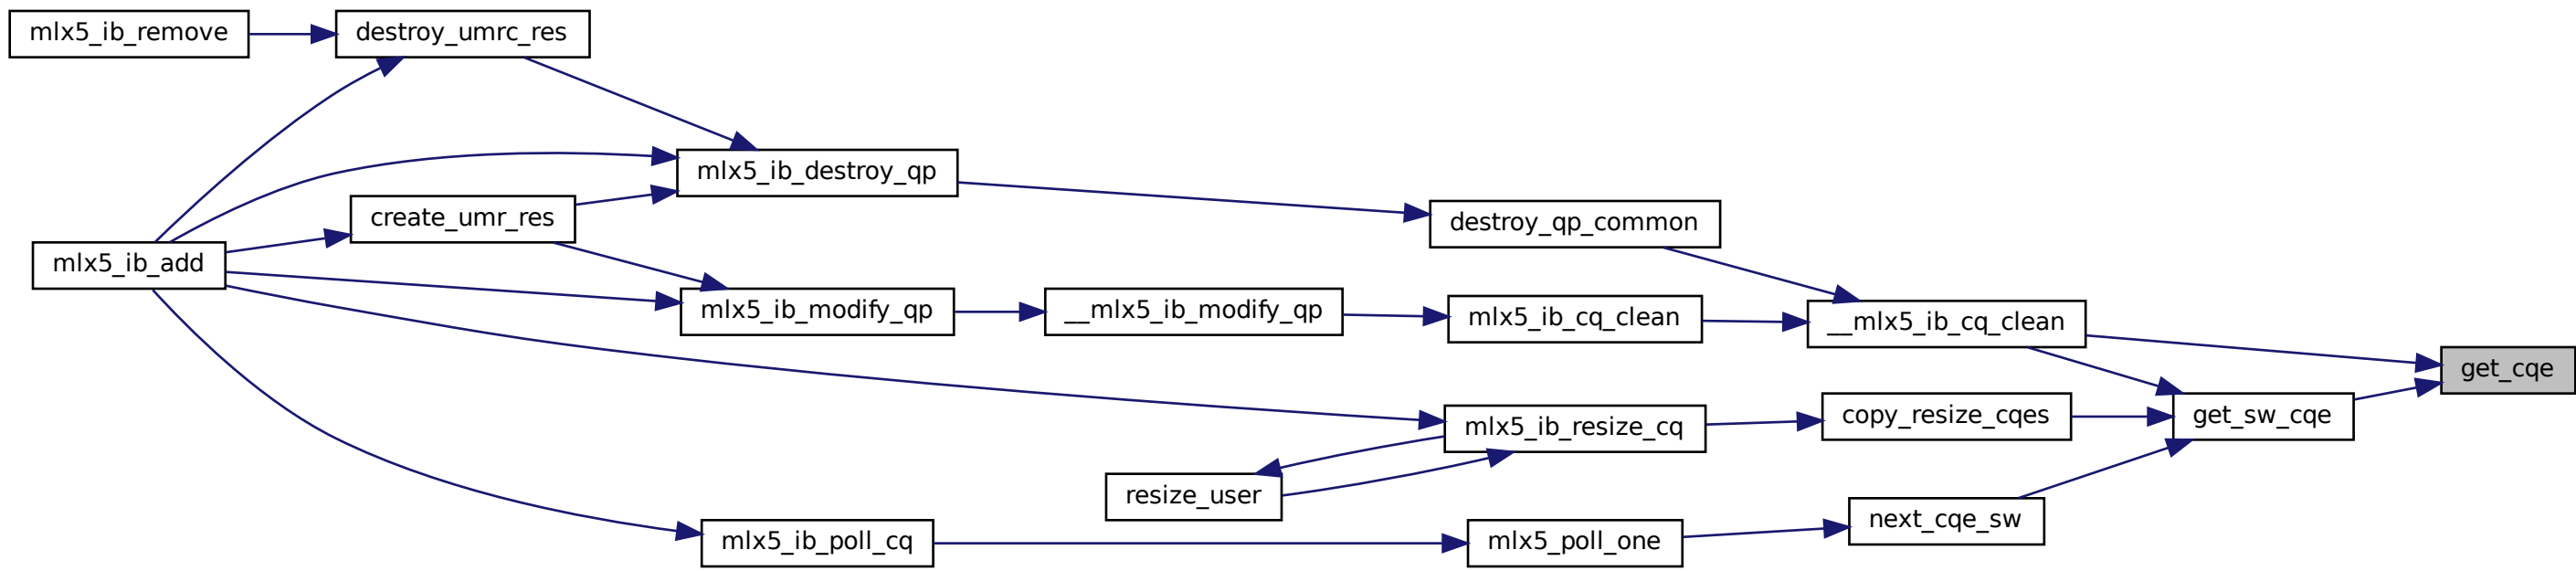 mlx5_ib_remove
destroy_umrc_res
mlx5_ib_destroy_qp
create_umr_res
destroy_qp_common
mlx5_ib_add
mlx5_ib_modify_qp
__mlx5_ib_modify_qp
mlx5_ib_cq_clean
__mlx5_ib_cq_clean
get_cqe
mlx5_ib_resize_cq
copy_resize_cqes
get_sw_cqe
resize_user
next_cqe_sw
mlx5_ib_poll_cq
mlx5_poll_one